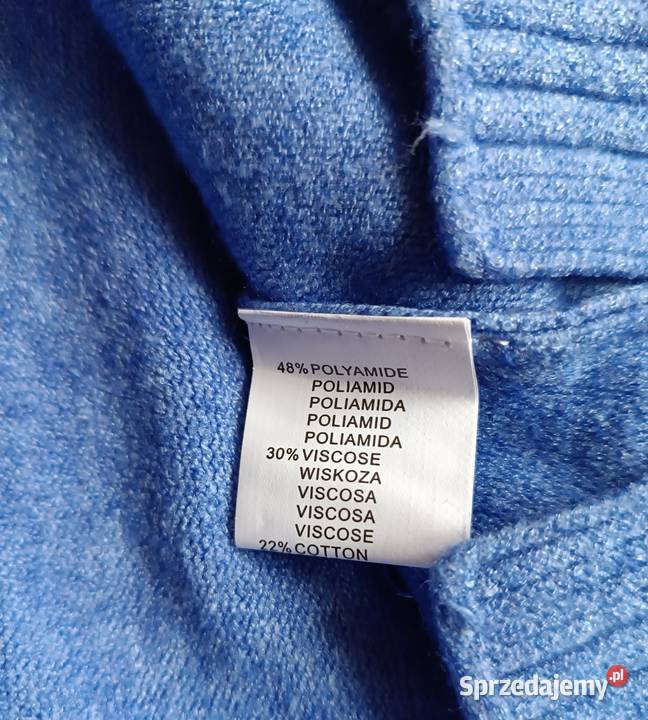 48% POLYAMIDE
POLIAMID
POLIAMIDA
POLIAMID
POLIAMIDA
30% VISCOSE
WISKOZA
VISCOSA
VISCOSA
VISCOSE
22% COTTON
Sprzedajemy.pl